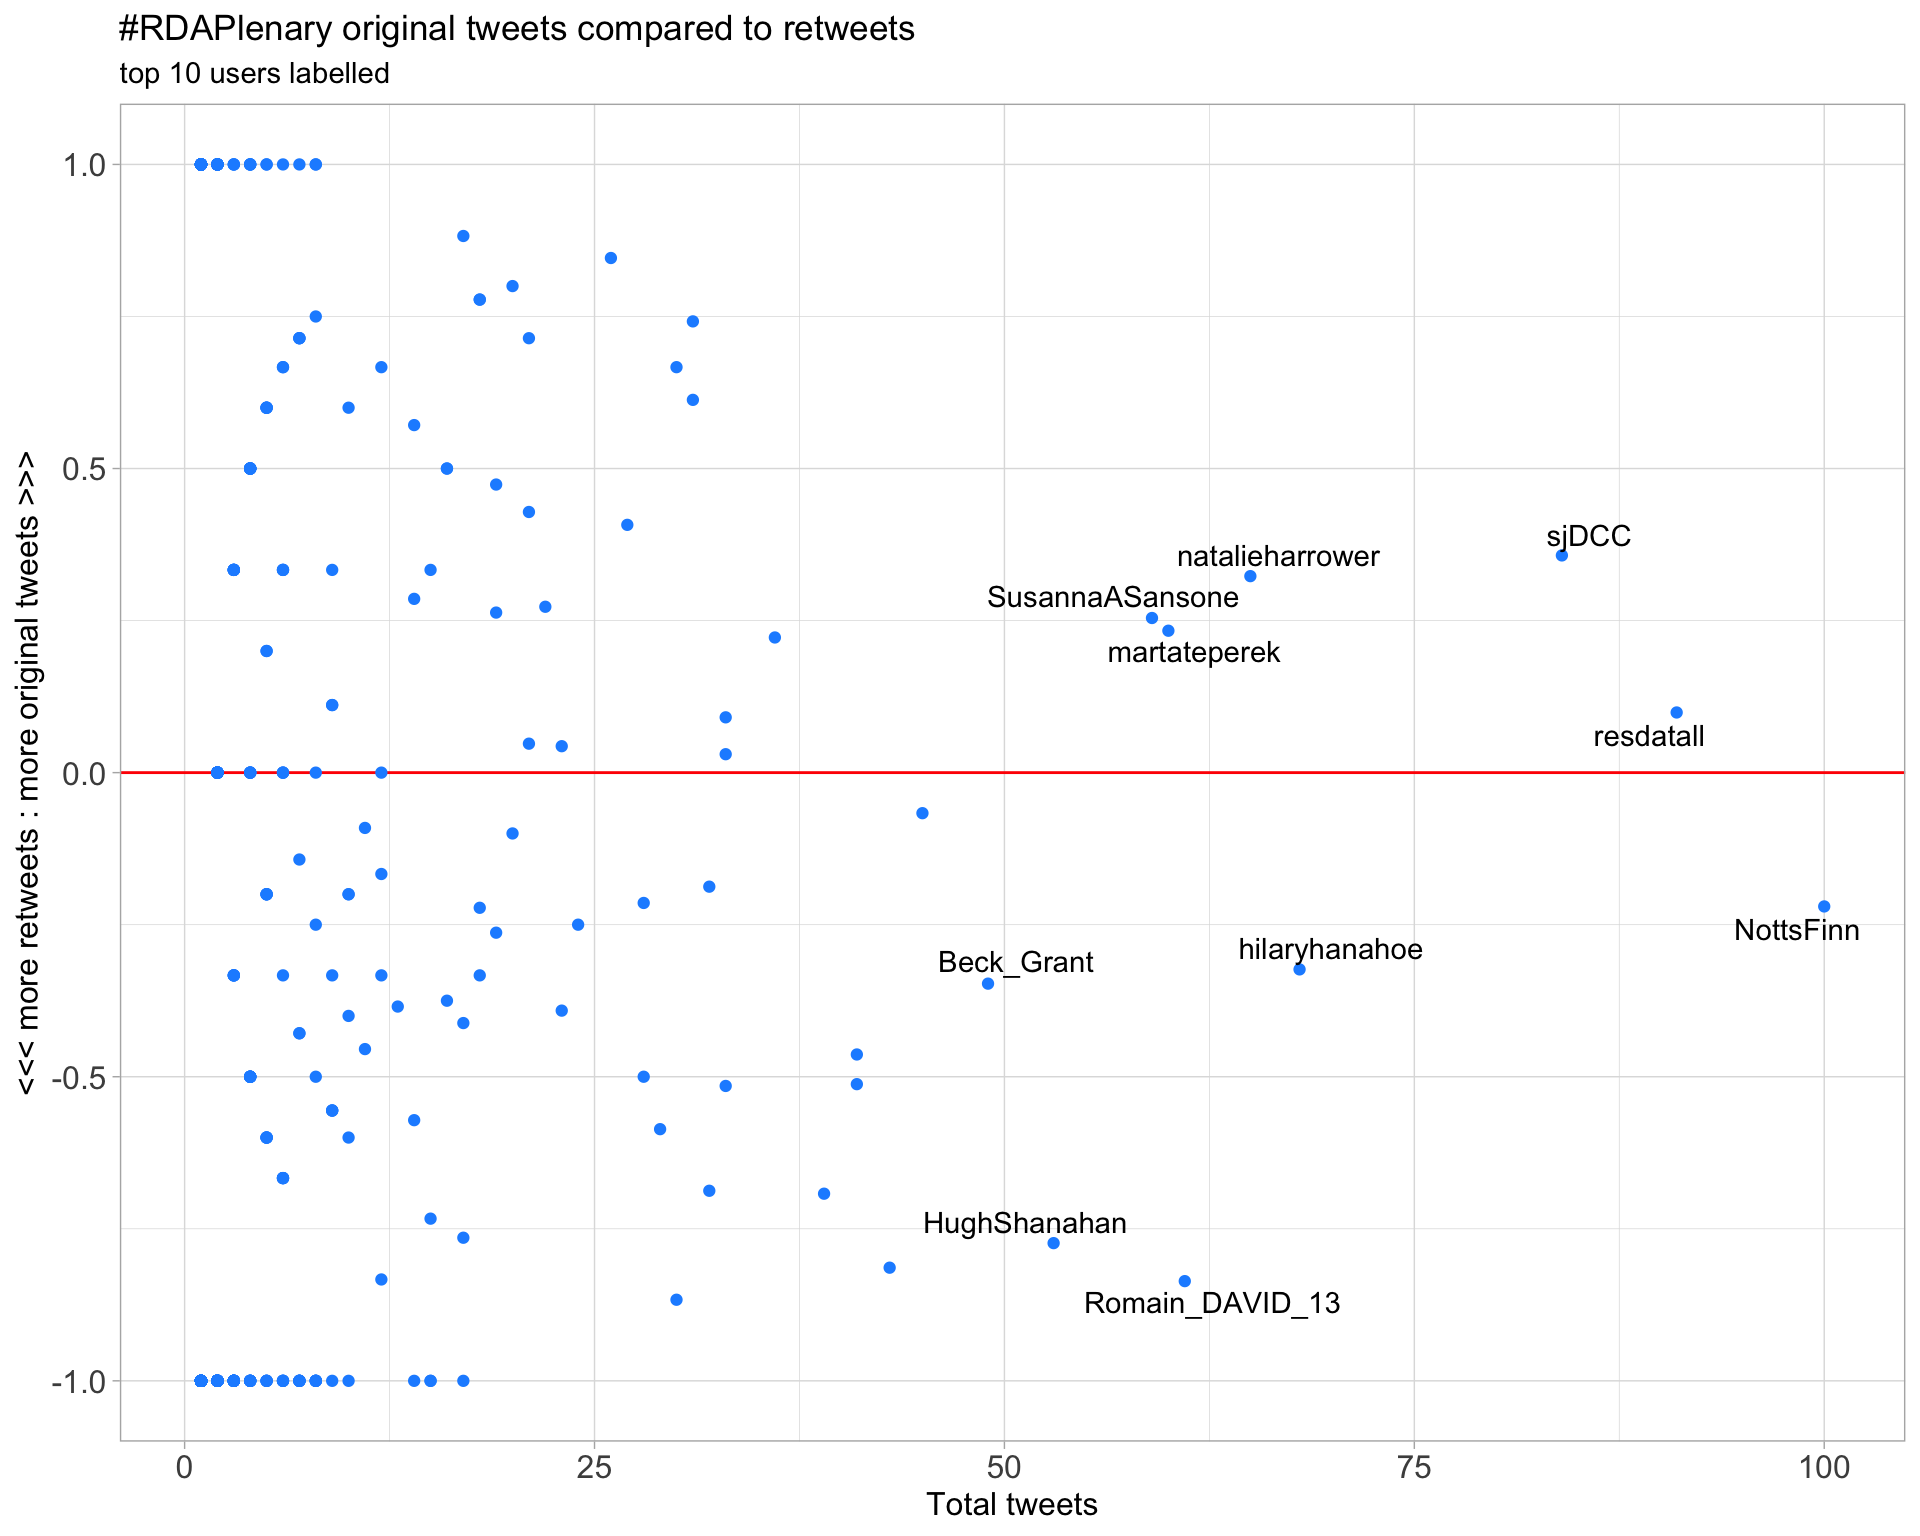 #RDAPlenary original tweets compared to retweets
top 10 users labelled
<<< more retweets : more original tweets >>>
1.0
0.5
0.0
-0.5
-1.0
sjDCC
natalieharrower
SusannaASansone
martateperek
resdatall
NottsFinn
hilaryhanahoe
Beck_Grant
HughShanahan
Romain_DAVID_13
0 25 50 75 100
Total tweets